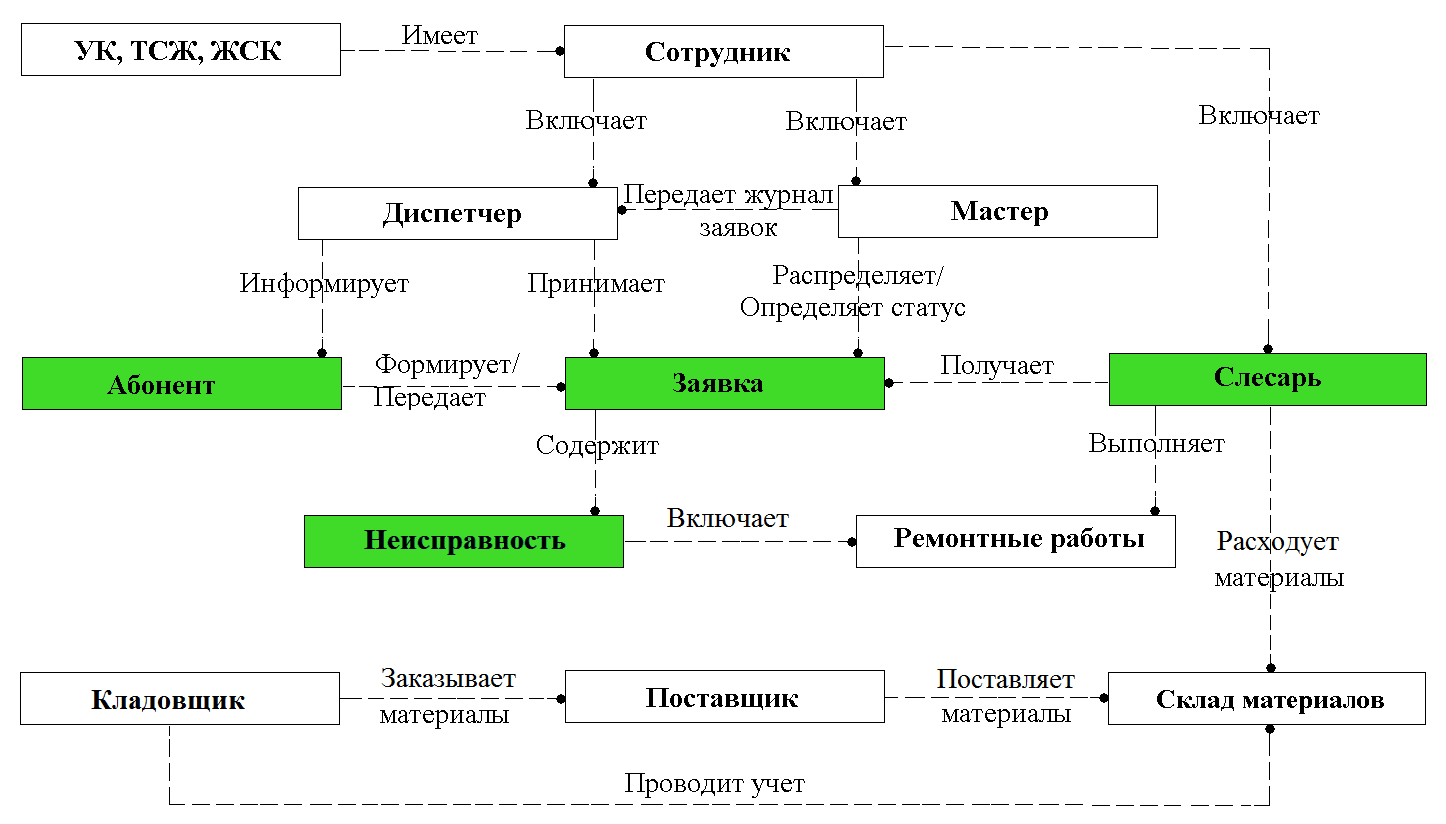 УК, ТСЖ, ЖСК
Имеет
Сотрудник
Включает
Включает
Включает
Диспетчер
Передает журнал
заявок
Мастер
Информирует
Принимает
Распределяет/
Определяет статус
Абонент
Формирует/
Передает
Заявка
Получает
Слесарь
Содержит
Выполняет
Неисправность
Включает
Ремонтные работы
Расходует
материалы
Кладовщик
Заказывает
материалы
Поставщик
Поставляет
материалы
Склад материалов
Проводит учет